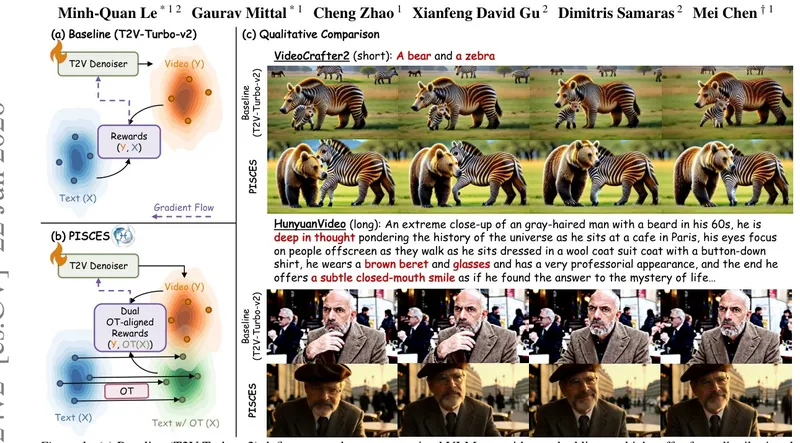 Minh-Quan Le * 1 2 Gaurav Mittal * 1 Cheng Zhao 1 Xianfeng David Gu 2 Dimitris Samaras 2 Mei Chen † 1
(a) Baseline (T2V-Turbo-v2)
T2V Denoiser
Video (Y)
Rewards
(Y, X)
Text (X)
Gradient Flow
(b) PISCES
T2V Denoiser
Video (Y)
Dual
OT-aligned
Rewards
(Y, OT(X))
OT
Text (X)
Text w/ OT (X)
(c) Qualitative Comparison
VideoCrafter2 (short): A bear and a zebra
Baseline
(T2V-Turbo-v2)
PISCES
HunyuanVideo (long): An extreme close-up of an gray-haired man with a beard in his 60s, he is
deep in thought pondering the history of the universe as he sits at a cafe in Paris, his eyes focus
on people offscreen as they walk as he sits dressed in a wool coat suit coat with a button-down
shirt, he wears a brown beret and glasses and has a very professorial appearance, and the end he
offers a subtle closed-mouth smile as if he found the answer to the mystery of life...
Baseline
(T2V-Turbo-v2)
PISCES